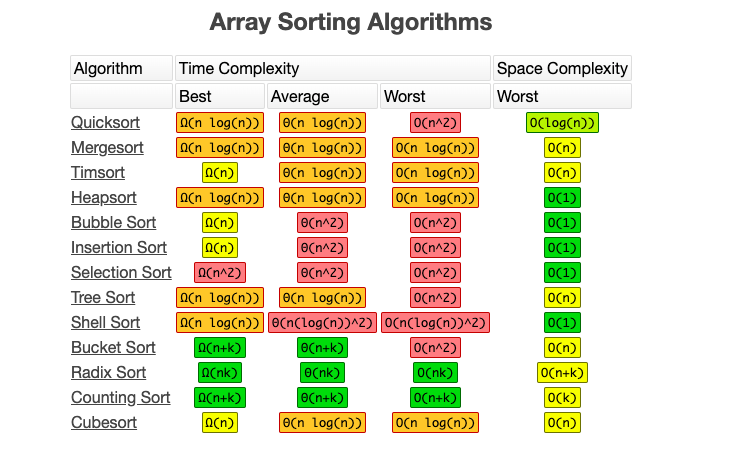 Array Sorting Algorithms
Algorithm Time Complexity Space Complexity
Best Average Worst Worst
Quicksort Ω(n log(n)) Θ(n log(n)) O(n^2) O(log(n))
Mergesort Ω(n log(n)) Θ(n log(n)) O(n log(n)) O(n)
Timsort Ω(n) Θ(n log(n)) O(n log(n)) O(n)
Heapsort Ω(n log(n)) Θ(n log(n)) O(n log(n)) O(1)
Bubble Sort Ω(n) Θ(n^2) O(n^2) O(1)
Insertion Sort Ω(n) Θ(n^2) O(n^2) O(1)
Selection Sort Ω(n^2) Θ(n^2) O(n^2) O(1)
Tree Sort Ω(n log(n)) Θ(n log(n)) O(n^2) O(n)
Shell Sort Ω(n log(n)) Θ(n(log(n))^2) O(n(log(n))^2) O(1)
Bucket Sort Ω(n+k) Θ(n+k) O(n^2) O(n)
Radix Sort Ω(nk) Θ(nk) O(nk) O(n+k)
Counting Sort Ω(n+k) Θ(n+k) O(n+k) O(k)
Cubesort Ω(n) Θ(n log(n)) O(n log(n)) O(n)